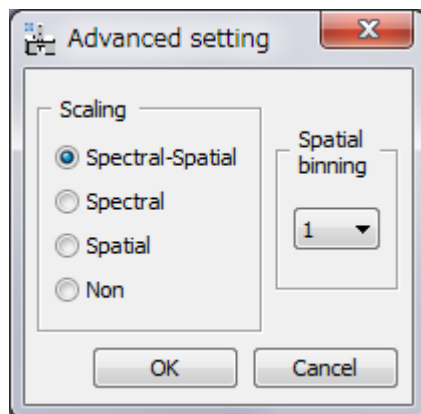 Advanced setting
Scaling
Spectral-Spatial
Spectral
Spatial
Non
Spatial
binning
1
OK
Cancel